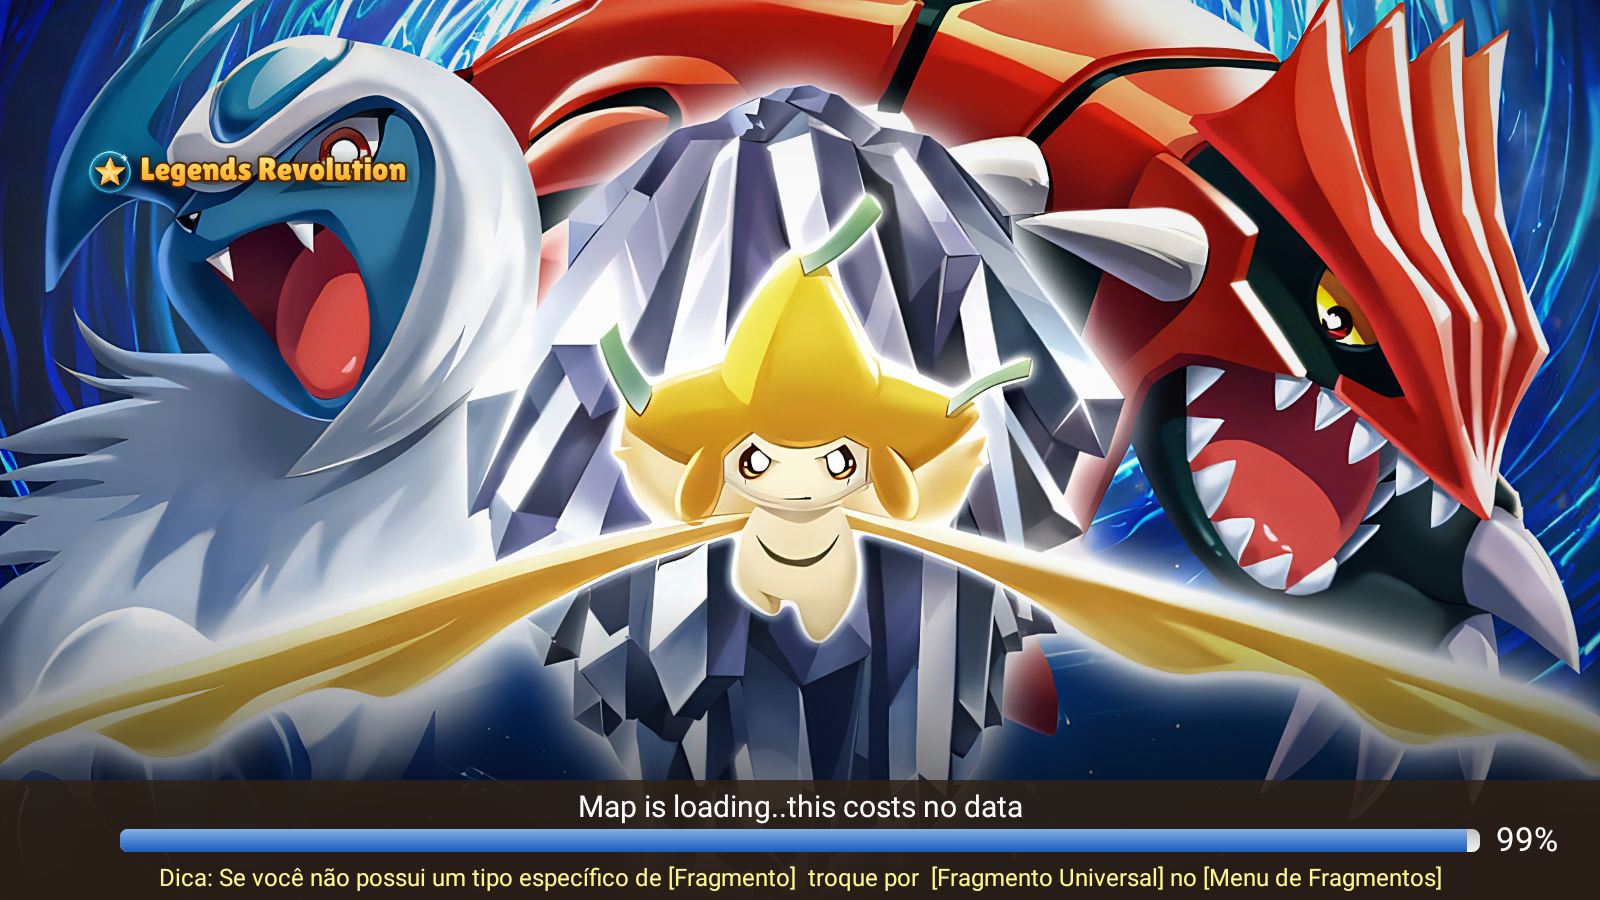 Legends Revolution
Map is loading..this costs no data
99%
Dica: Se você não possui um tipo específico de [Fragmento]  troque por  [Fragmento Universal] no [Menu de Fragmentos]